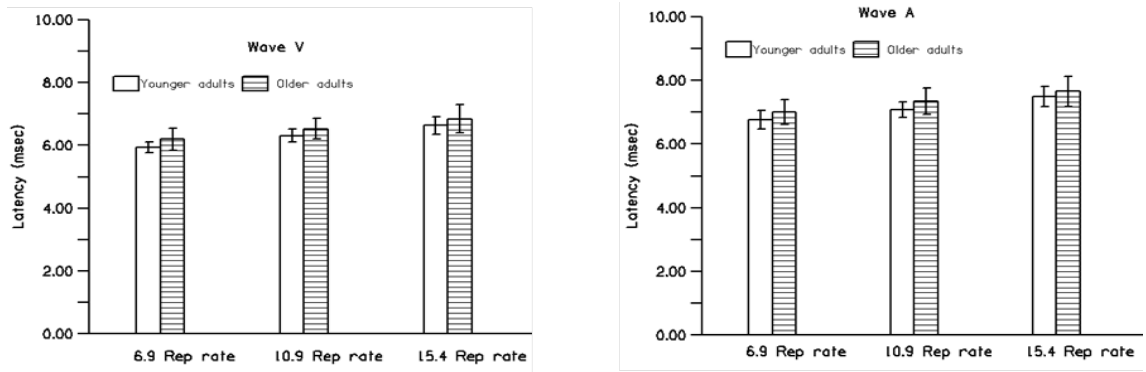 10.00
Wave V
8.00
Younger adults Older adults
6.00
4.00
2.00
0.00
Latency (msec)
6.9 Rep rate 10.9 Rep rate 15.4 Rep rate
10.00
Wave A
8.00
Younger adults Older adults
6.00
4.00
2.00
0.00
Latency (msec)
6.9 Rep rate 10.9 Rep rate 15.4 Rep rate